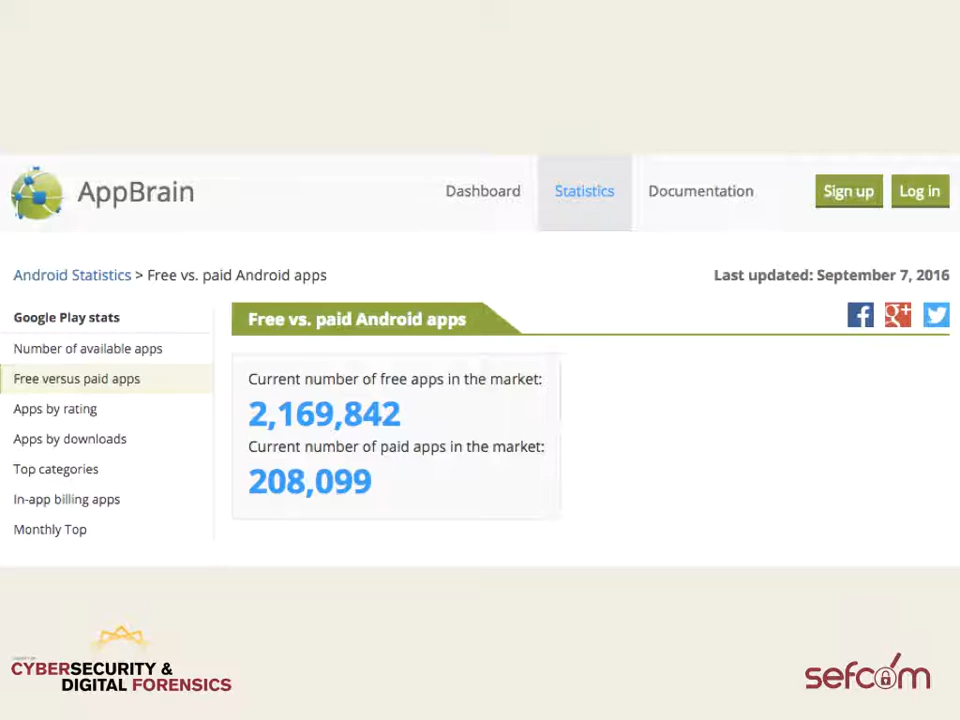 AppBrain
Dashboard
Statistics
Documentation
Sign up
Log in
Android Statistics > Free vs. paid Android apps
Last updated: September 7, 2016
Google Play stats
Number of available apps
Free versus paid apps
Apps by rating
Apps by downloads
Top categories
In-app billing apps
Monthly Top
Free vs. paid Android apps
Current number of free apps in the market:
2,169,842
Current number of paid apps in the market:
208,099
CYBERSECURITY &
DIGITAL FORENSICS
sefcom